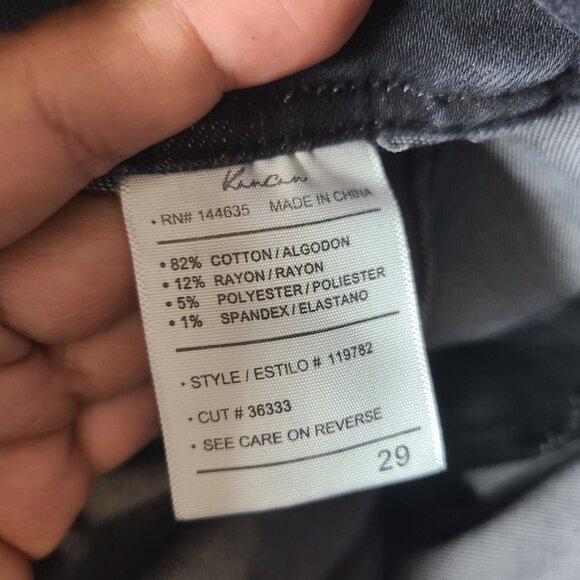 Kancan
• RN# 144635 MADE IN CHINA
• 82% COTTON/ALGODON
• 12% RAYON/RAYON
• 5% POLYESTER/POLIESTER
• 1% SPANDEX/ELASTANO
• STYLE / ESTILO # 119782
• CUT # 36333
• SEE CARE ON REVERSE
29